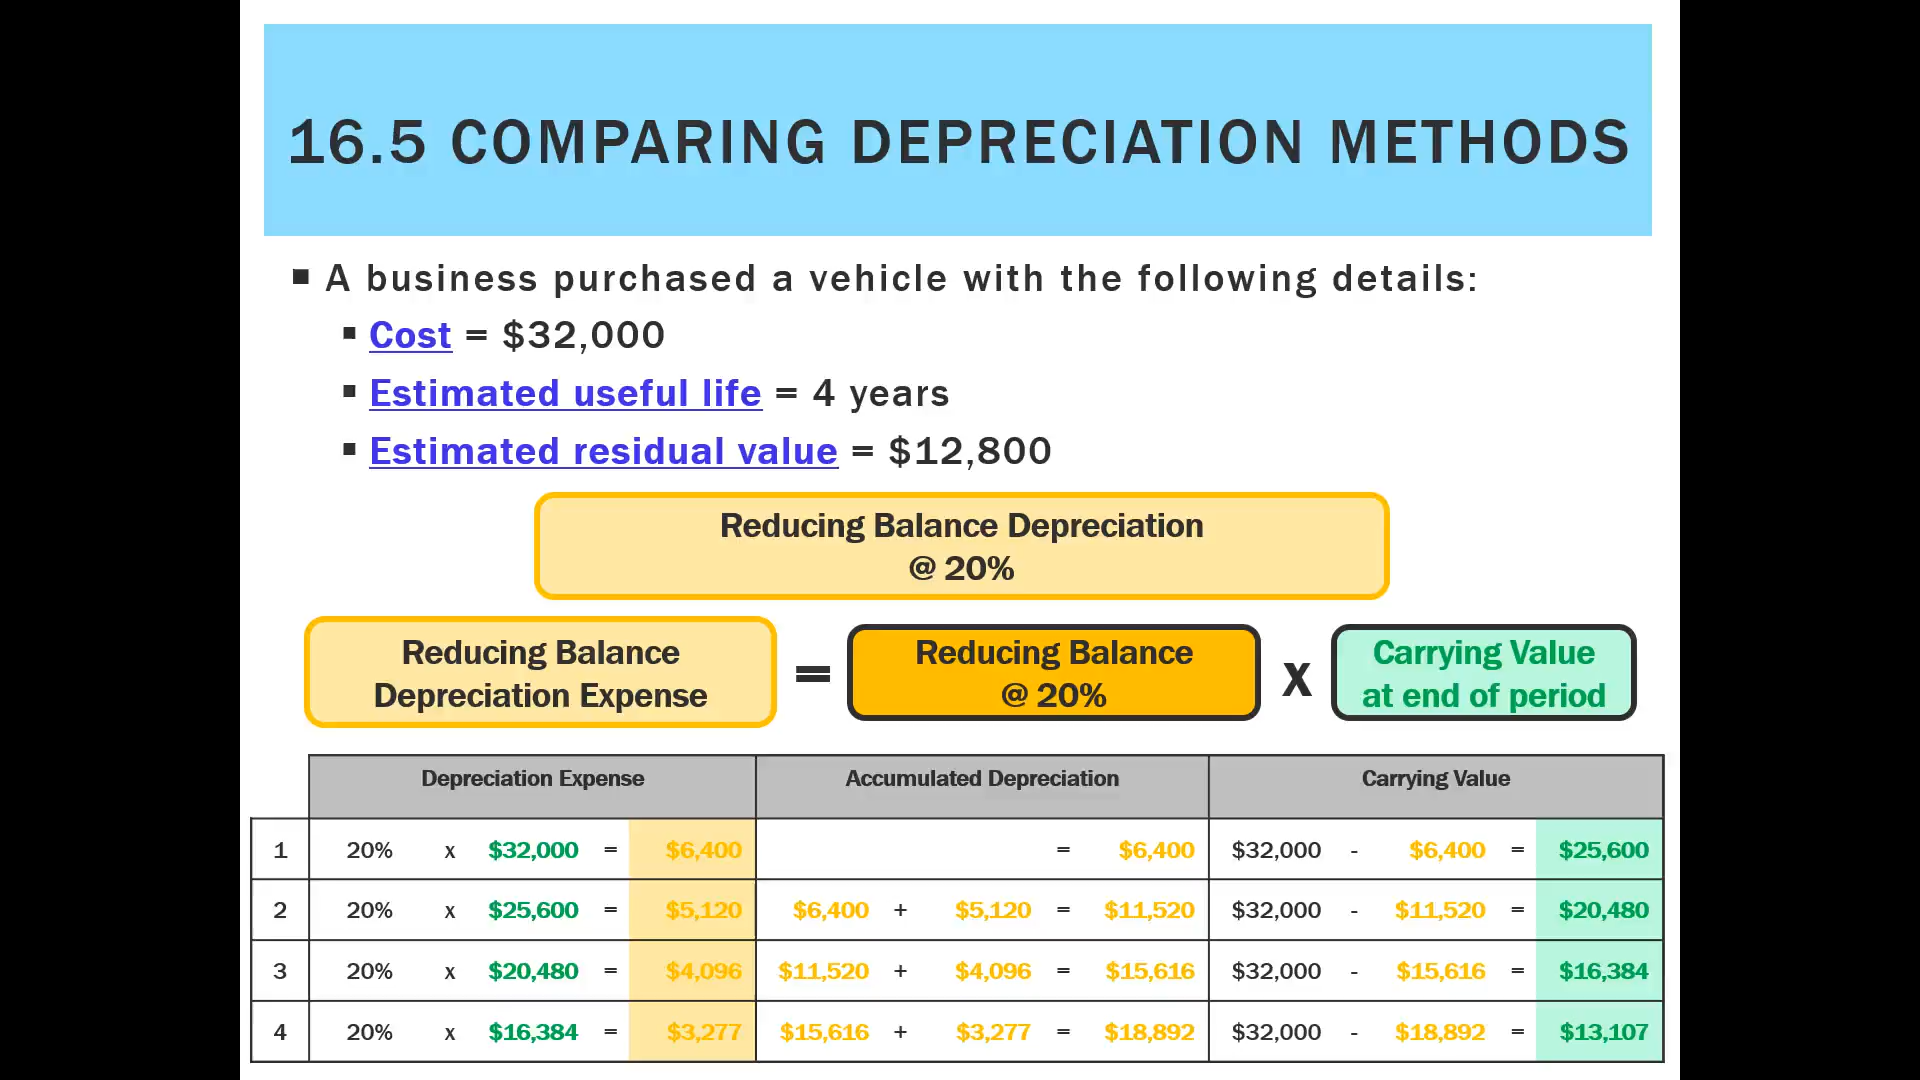 16.5 COMPARING DEPRECIATION METHODS
▪ A business purchased a vehicle with the following details:
▪ Cost = $32,000
▪ Estimated useful life = 4 years
▪ Estimated residual value = $12,800
Reducing Balance Depreciation
@ 20%
Reducing Balance
Depreciation Expense
=
Reducing Balance
@ 20%
x
Carrying Value
at end of period
Depreciation Expense Accumulated Depreciation Carrying Value
1 20% x $32,000 = $6,400 = $6,400 $32,000 - $6,400 = $25,600
2 20% x $25,600 = $5,120 $6,400 + $5,120 = $11,520 $32,000 - $11,520 = $20,480
3 20% x $20,480 = $4,096 $11,520 + $4,096 = $15,616 $32,000 - $15,616 = $16,384
4 20% x $16,384 = $3,277 $15,616 + $3,277 = $18,892 $32,000 - $18,892 = $13,107